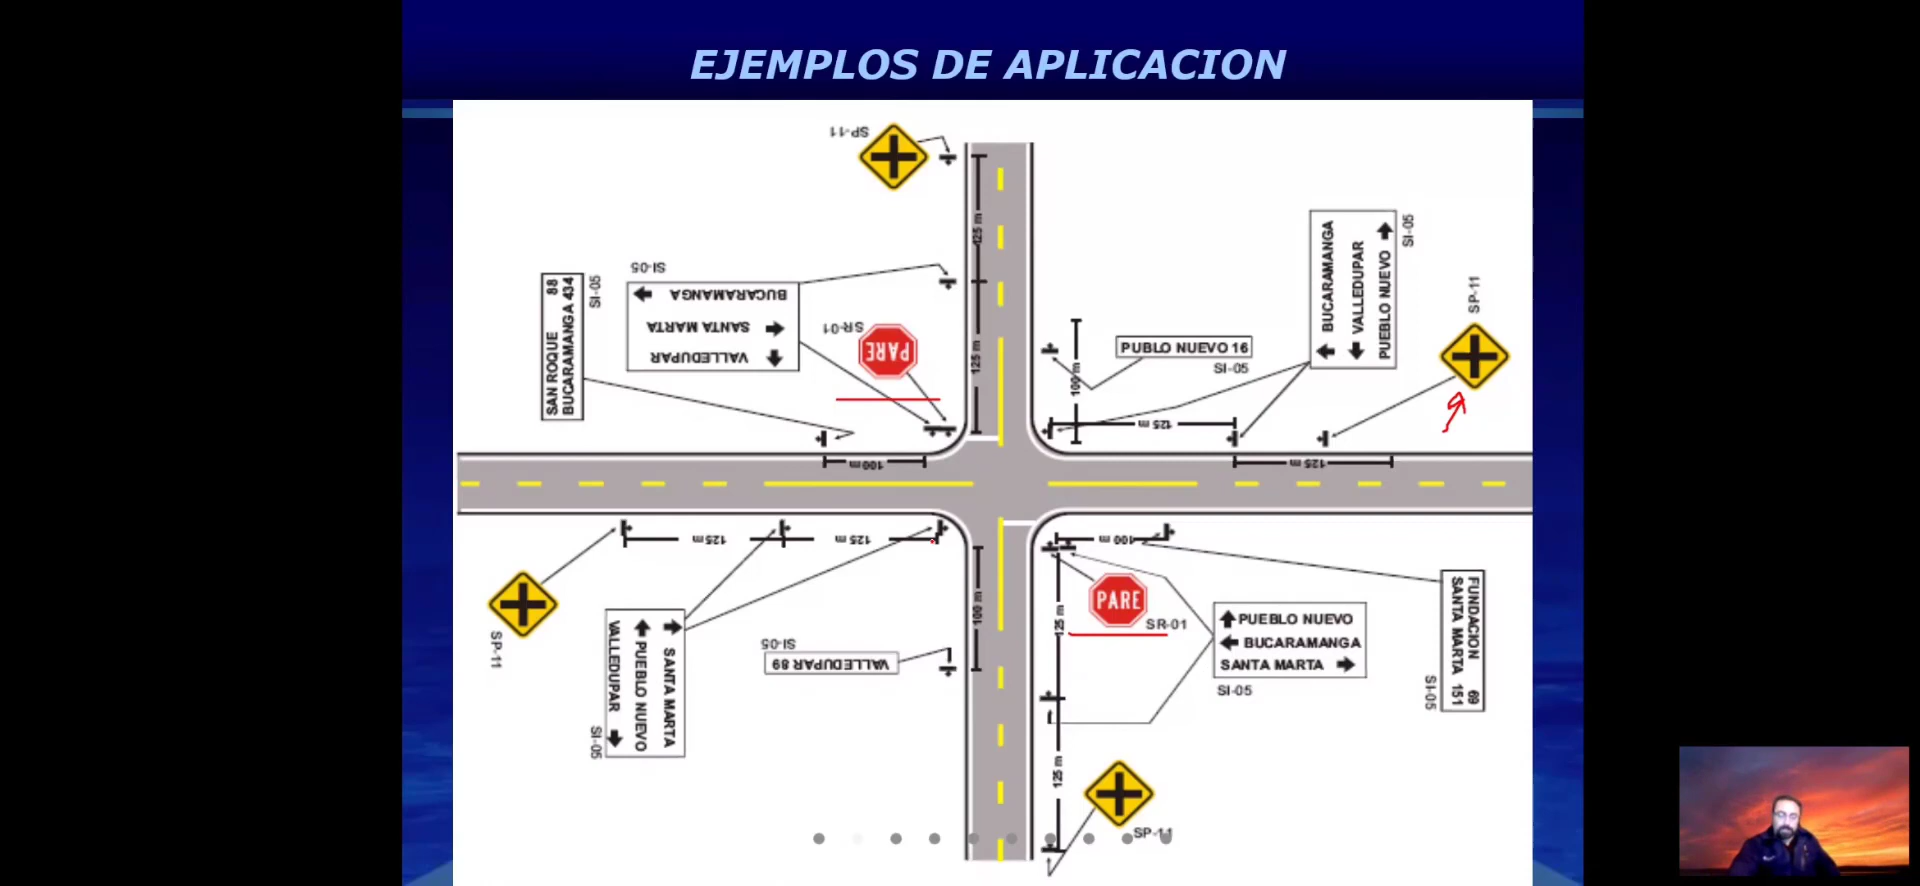 EJEMPLOS DE APLICACION
SP-11
SI-05
BUCARAMANGA
SANTA MARTA
VALLEDUPAR
SR-01
PARE
125 m
125 m
SAN ROQUE 88
BUCARAMANGA 434
SI-05
100 m
PUBLO NUEVO 16
SI-05
100 m
BUCARAMANGA
VALLEDUPAR
PUEBLO NUEVO
SI-05
SP-11
125 m
125 m
125 m
125 m
SP-11
VALLEDUPAR
PUEBLO NUEVO
SANTA MARTA
SI-05
SI-05
VALLEDUPAR 89
100 m
100 m
PARE
SR-01
125 m
PUEBLO NUEVO
BUCARAMANGA
SANTA MARTA
SI-05
FUNDACION 69
SANTA MARTA 151
SI-05
125 m
SP-11